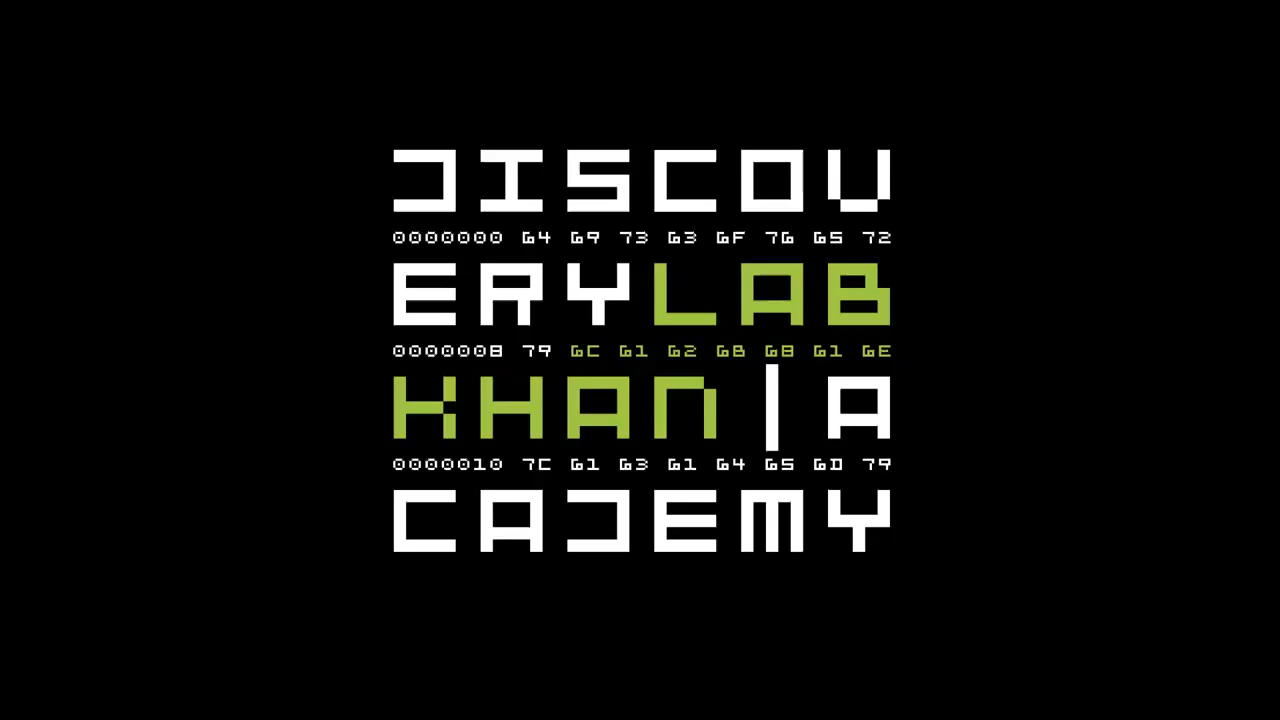 DISCOV
0000000 64 69 73 63 6F 76 65 72
ERYLAB
0000008 79 6C 61 62 6B 68 61 6E
KHAN|A
0000010 7C 61 63 61 64 65 6D 79
CADEMY